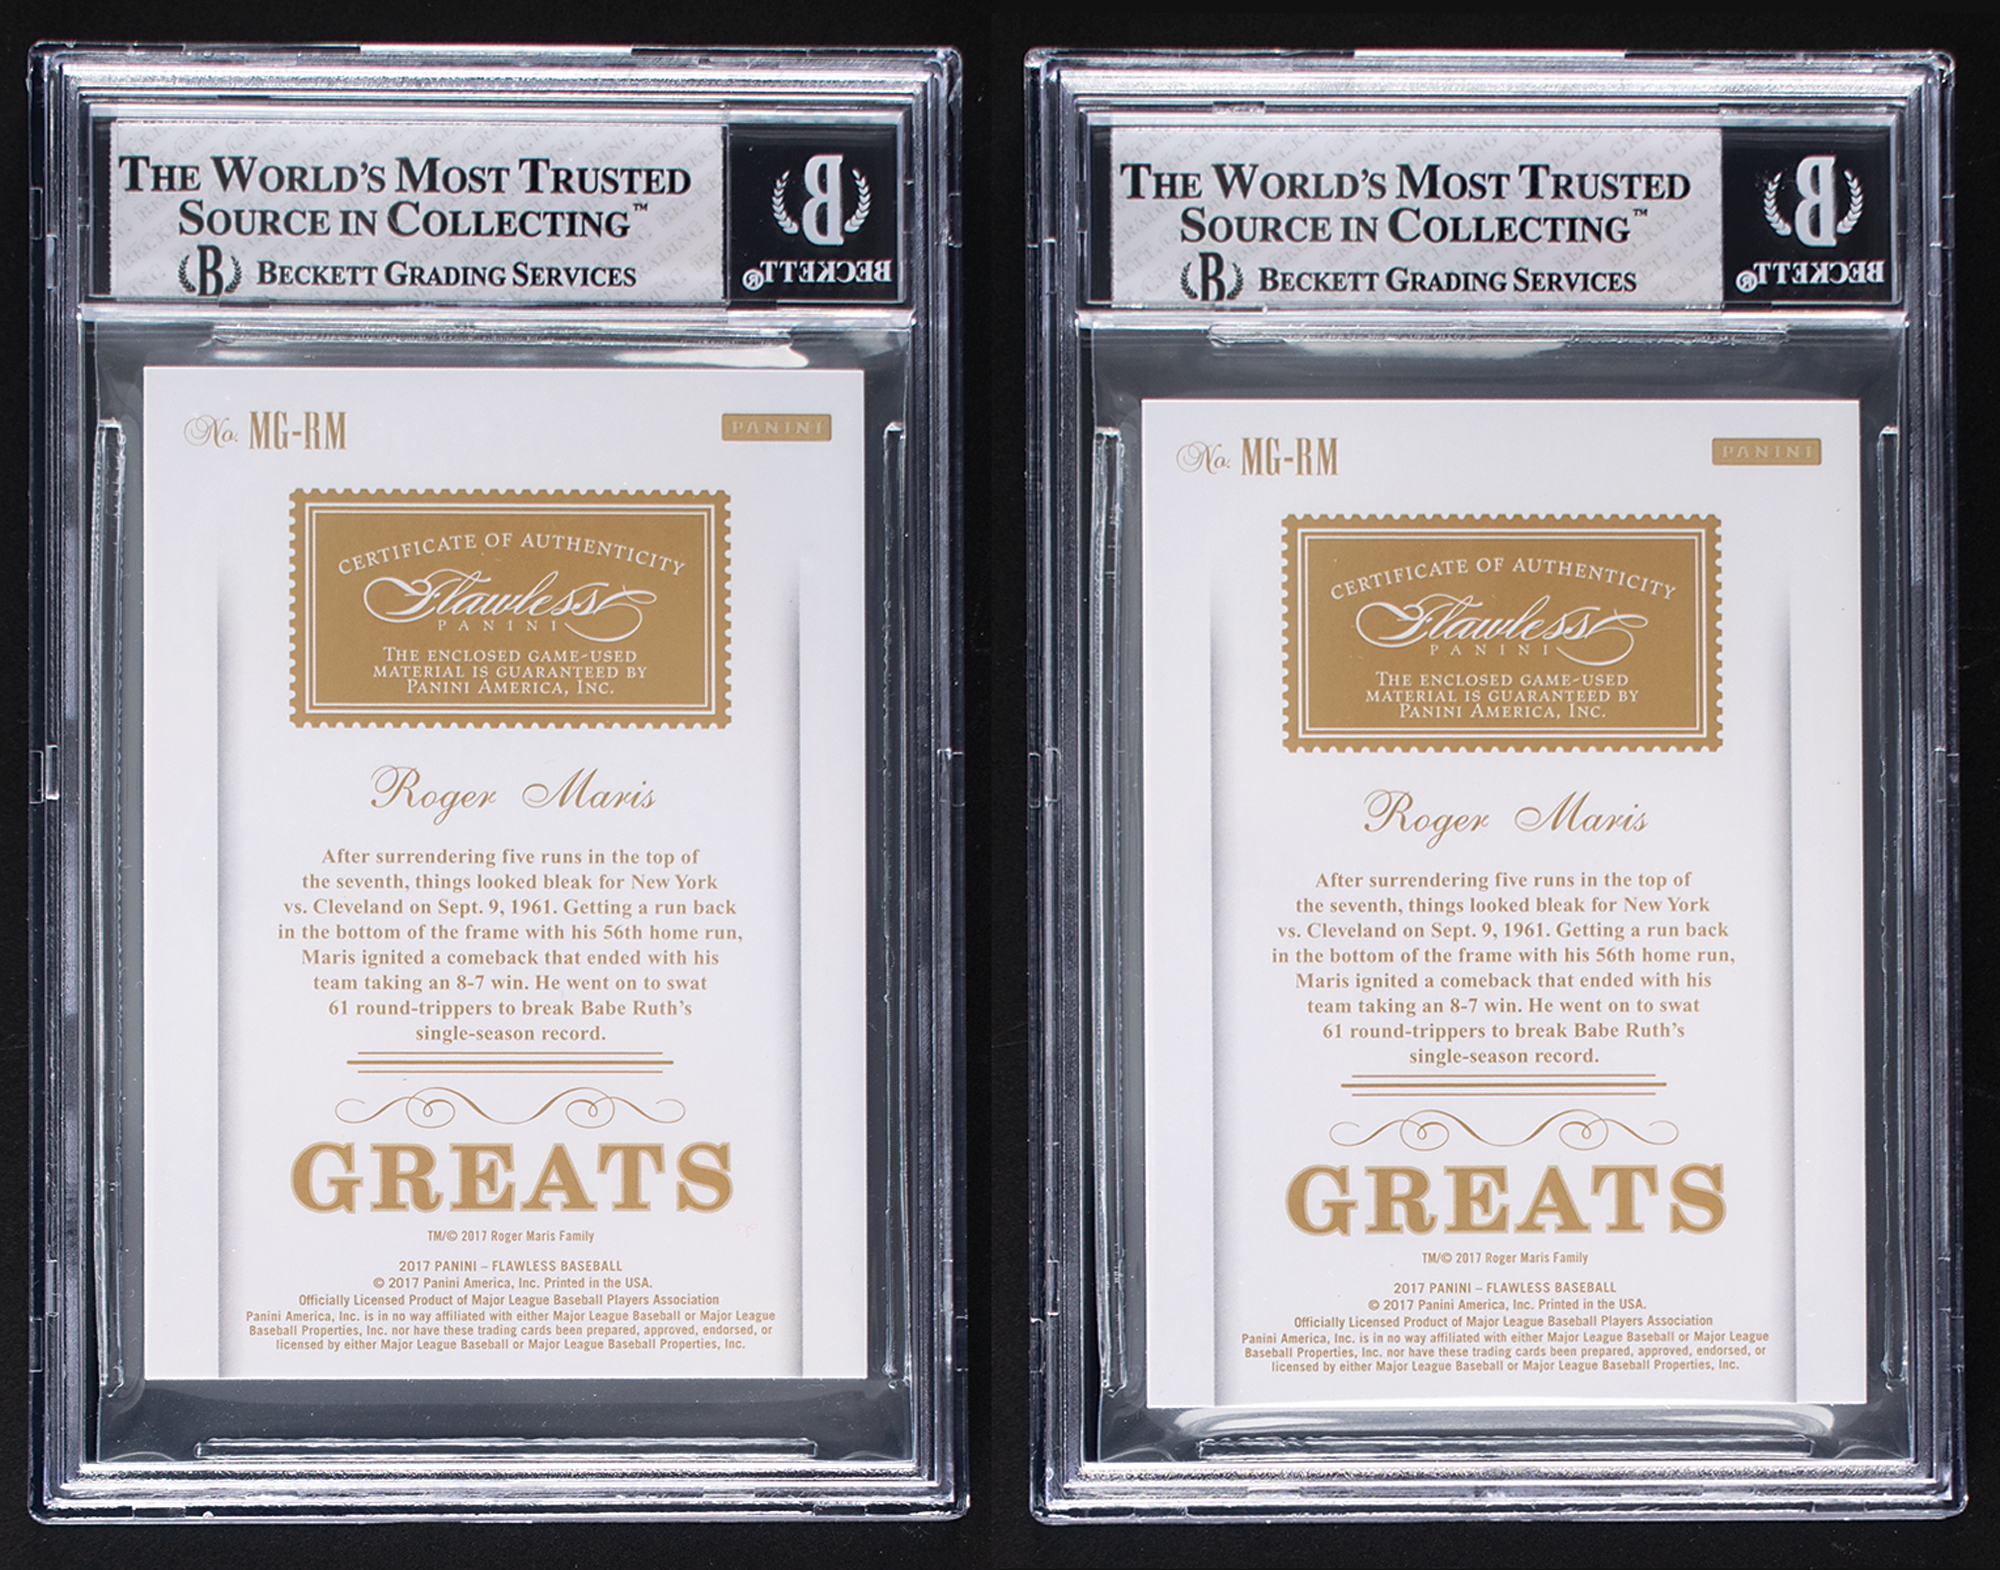 THE WORLD'S MOST TRUSTED
SOURCE IN COLLECTING™
B BECKETT GRADING SERVICES
B
BECKETT®
No. MG-RM
PANINI
CERTIFICATE OF AUTHENTICITY
Flawless
PANINI
THE ENCLOSED GAME-USED
MATERIAL IS GUARANTEED BY
PANINI AMERICA, INC.
Roger Maris
After surrendering five runs in the top of
the seventh, things looked bleak for New York
vs. Cleveland on Sept. 9, 1961. Getting a run back
in the bottom of the frame with his 56th home run,
Maris ignited a comeback that ended with his
team taking an 8-7 win. He went on to swat
61 round-trippers to break Babe Ruth's
single-season record.
GREATS
TM/© 2017 Roger Maris Family
2017 PANINI – FLAWLESS BASEBALL
© 2017 Panini America, Inc. Printed in the USA.
Officially Licensed Product of Major League Baseball Players Association
Panini America, Inc. is in no way affiliated with either Major League Baseball or Major League
Baseball Properties, Inc. nor have these trading cards been prepared, approved, endorsed, or
licensed by either Major League Baseball or Major League Baseball Properties, Inc.
THE WORLD'S MOST TRUSTED
SOURCE IN COLLECTING™
B BECKETT GRADING SERVICES
B
BECKETT®
No. MG-RM
PANINI
CERTIFICATE OF AUTHENTICITY
Flawless
PANINI
THE ENCLOSED GAME-USED
MATERIAL IS GUARANTEED BY
PANINI AMERICA, INC.
Roger Maris
After surrendering five runs in the top of
the seventh, things looked bleak for New York
vs. Cleveland on Sept. 9, 1961. Getting a run back
in the bottom of the frame with his 56th home run,
Maris ignited a comeback that ended with his
team taking an 8-7 win. He went on to swat
61 round-trippers to break Babe Ruth's
single-season record.
GREATS
TM/© 2017 Roger Maris Family
2017 PANINI – FLAWLESS BASEBALL
© 2017 Panini America, Inc. Printed in the USA.
Officially Licensed Product of Major League Baseball Players Association
Panini America, Inc. is in no way affiliated with either Major League Baseball or Major League
Baseball Properties, Inc. nor have these trading cards been prepared, approved, endorsed, or
licensed by either Major League Baseball or Major League Baseball Properties, Inc.